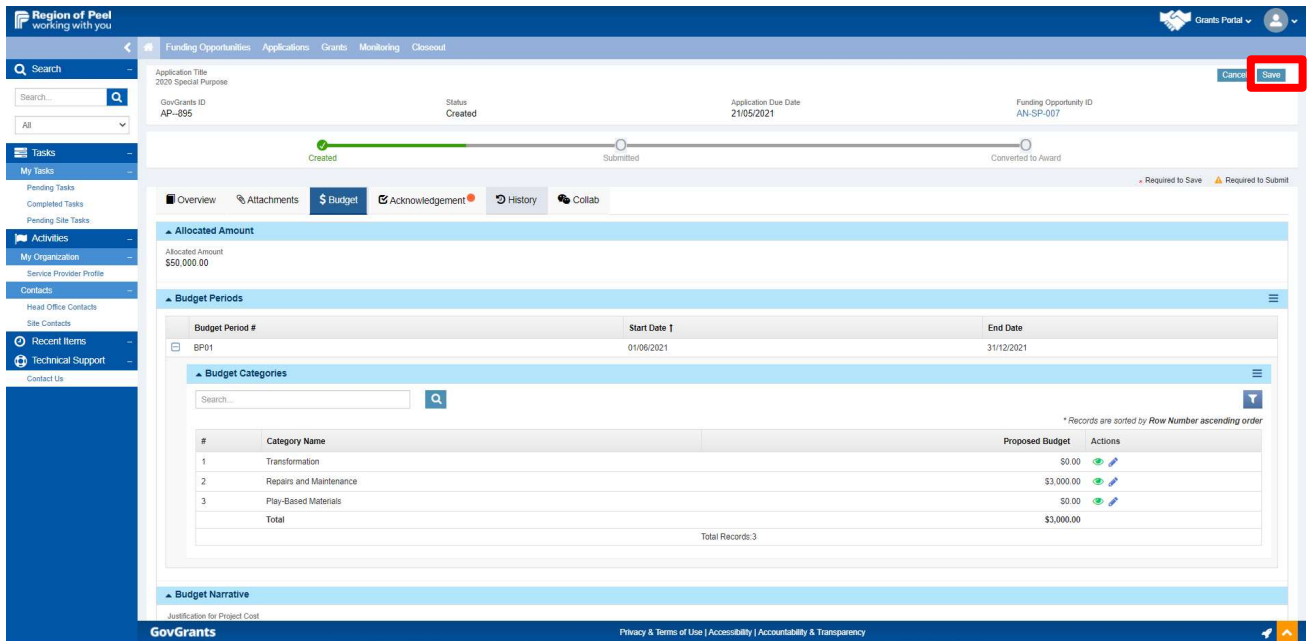 Region of Peel
working with you
Grants Portal
Funding Opportunities Applications Grants Monitoring Closeout
Search
Search...
All
Tasks
My Tasks
Pending Tasks
Completed Tasks
Pending Site Tasks
Activities
My Organization
Service Provider Profile
Contacts
Head Office Contacts
Site Contacts
Recent Items
Technical Support
Contact Us
Application Title
2020 Special Purpose
Cancel Save
GovGrants ID Status Application Due Date Funding Opportunity ID
AP--895 Created 21/05/2021 AN-SP-007
Created Submitted Converted to Award
Required to Save Required to Submit
Overview Attachments $ Budget Acknowledgement History Collab
Allocated Amount
Allocated Amount
$50,000.00
Budget Periods
Budget Period # Start Date ↑ End Date
BP01 01/06/2021 31/12/2021
Budget Categories
Search...
* Records are sorted by Row Number ascending order
# Category Name Proposed Budget Actions
1 Transformation $0.00
2 Repairs and Maintenance $3,000.00
3 Play-Based Materials $0.00
Total $3,000.00
Total Records:3
Budget Narrative
Justification for Project Cost
GovGrants
Privacy & Terms of Use | Accessibility | Accountability & Transparency